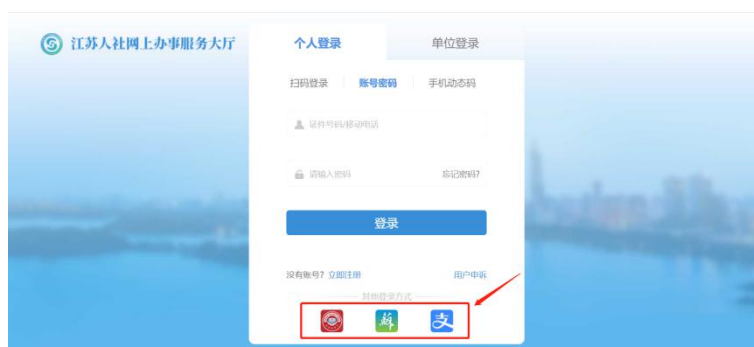 江苏人社网上办事服务大厅
个人登录 单位登录
扫码登录 账号密码 手机动态码
证件号码/移动电话
请输入密码 忘记密码?
登录
没有账号? 立即注册 用户申诉
其他登录方式
苏
支